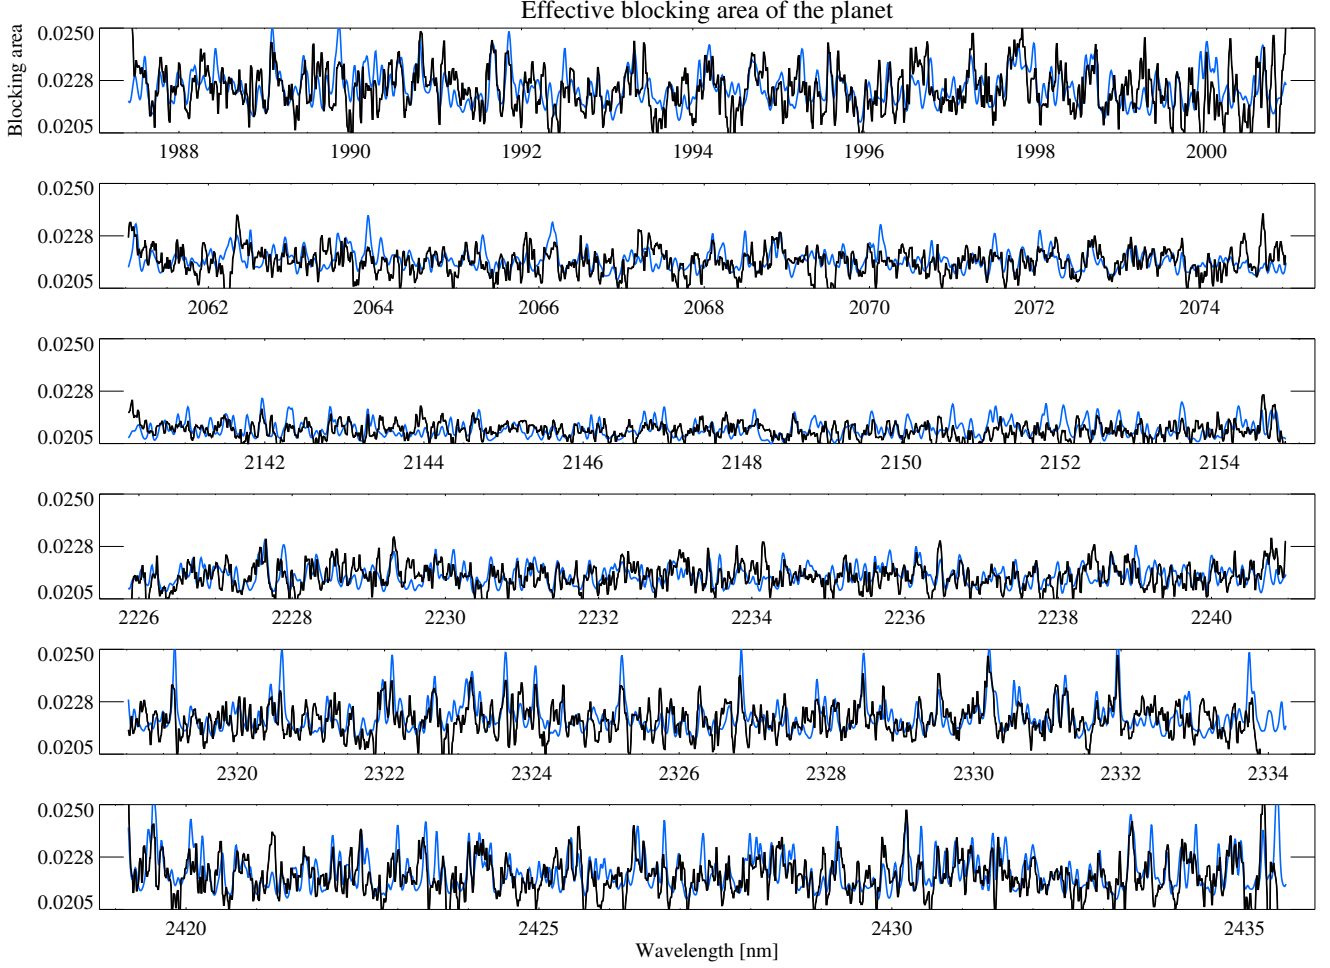 Effective blocking area of the planet
Blocking area
0.0250
0.0228
0.0205
1988 1990 1992 1994 1996 1998 2000
0.0250
0.0228
0.0205
2062 2064 2066 2068 2070 2072 2074
0.0250
0.0228
0.0205
2142 2144 2146 2148 2150 2152 2154
0.0250
0.0228
0.0205
2226 2228 2230 2232 2234 2236 2238 2240
0.0250
0.0228
0.0205
2320 2322 2324 2326 2328 2330 2332 2334
0.0250
0.0228
0.0205
2420 2425 2430 2435
Wavelength [nm]